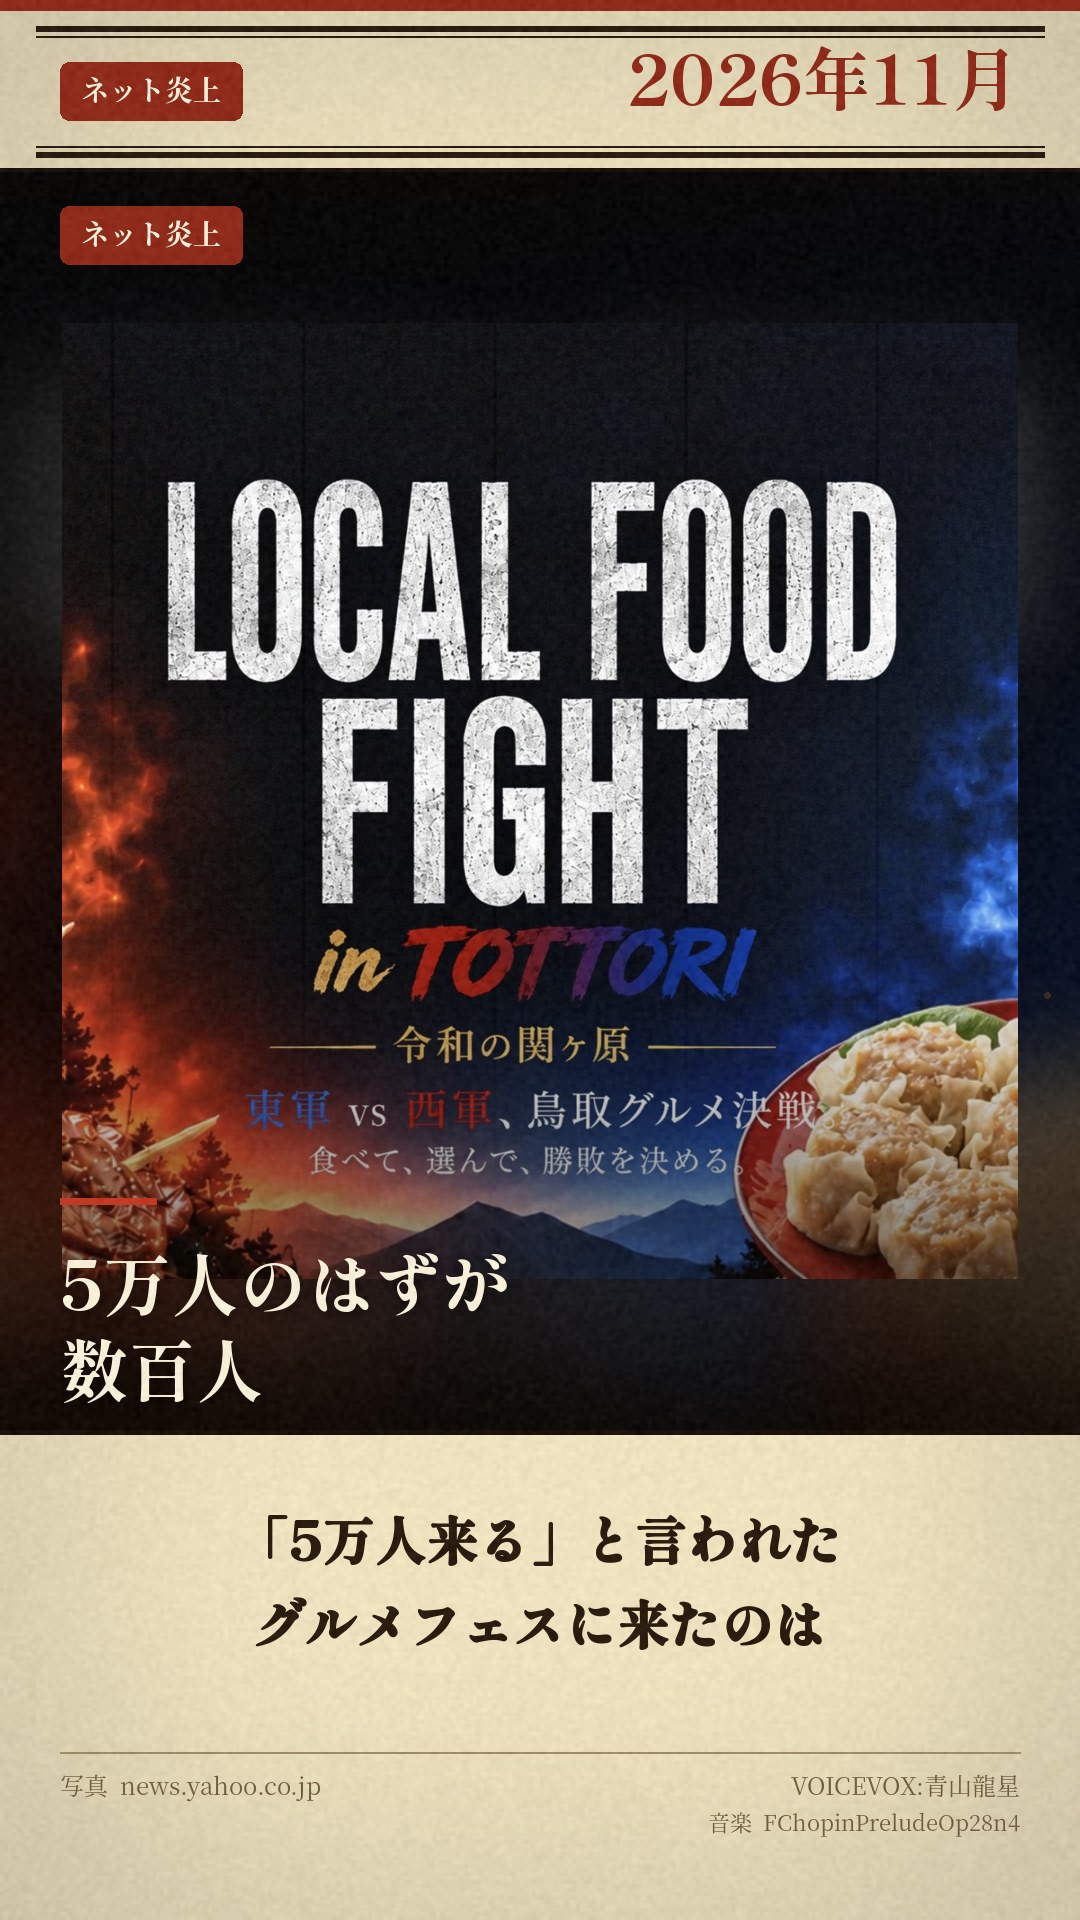 ネット炎上
2026年11月
ネット炎上
LOCAL FOOD
FIGHT
in TOTTORI
令和の関ヶ原
東軍 vs 西軍、鳥取グルメ決戦。
食べて、選んで、勝敗を決める。
5万人のはずが
数百人
「5万人来る」と言われた
グルメフェスに来たのは
写真 news.yahoo.co.jp
VOICEVOX:青山龍星
音楽 FChopinPreludeOp28n4